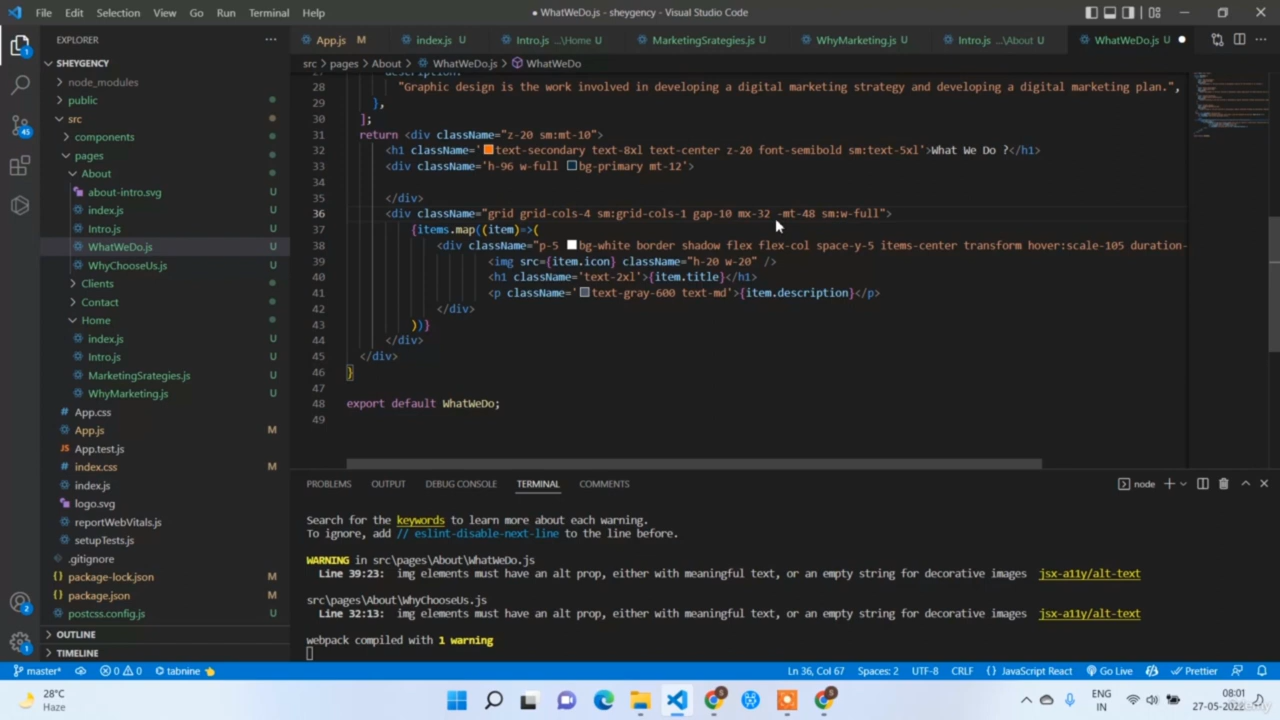 File Edit Selection View Go Run Terminal Help
● WhatWeDo.js - sheygency - Visual Studio Code
EXPLORER
App.js M
index.js U
Intro.js ...\Home U
MarketingSrategies.js U
WhyMarketing.js U
Intro.js ...\About U
WhatWeDo.js U
SHEYGENCY
src > pages > About > WhatWeDo.js > WhatWeDo
node_modules
public
src
components
pages
About
about-intro.svg U
index.js U
Intro.js U
WhatWeDo.js U
WhyChooseUs.js U
Clients
Contact
Home
index.js U
Intro.js U
MarketingSrategies.js U
WhyMarketing.js U
App.css
App.js M
App.test.js
index.css M
index.js
logo.svg
reportWebVitals.js
setupTests.js
.gitignore
package-lock.json M
package.json M
postcss.config.js U
OUTLINE
TIMELINE
27 description:
28 "Graphic design is the work involved in developing a digital marketing strategy and developing a digital marketing plan.",
29 },
30 ];
31 return <div className="z-20 sm:mt-10">
32 <h1 className='text-secondary text-8xl text-center z-20 font-semibold sm:text-5xl'>What We Do ?</h1>
33 <div className='h-96 w-full bg-primary mt-12'>
34
35 </div>
36 <div className="grid grid-cols-4 sm:grid-cols-1 gap-10 mx-32 -mt-48 sm:w-full">
37 {items.map((item)=>(
38 <div className="p-5 bg-white border shadow flex flex-col space-y-5 items-center transform hover:scale-105 duration-
39 <img src={item.icon} className="h-20 w-20" />
40 <h1 className='text-2xl'>{item.title}</h1>
41 <p className='text-gray-600 text-md'>{item.description}</p>
42 </div>
43 ))}
44 </div>
45 </div>
46 }
47
48 export default WhatWeDo;
49
PROBLEMS OUTPUT DEBUG CONSOLE TERMINAL COMMENTS
node
Search for the keywords to learn more about each warning.
To ignore, add // eslint-disable-next-line to the line before.
WARNING in src\pages\About\WhatWeDo.js
Line 39:23: img elements must have an alt prop, either with meaningful text, or an empty string for decorative images jsx-a11y/alt-text
src\pages\About\WhyChooseUs.js
Line 32:13: img elements must have an alt prop, either with meaningful text, or an empty string for decorative images jsx-a11y/alt-text
webpack compiled with 1 warning
master* 0 0 tabnine
Ln 36, Col 67 Spaces: 2 UTF-8 CRLF JavaScript React Go Live Prettier
28°C
Haze
ENG
IN
08:01
27-05-2022